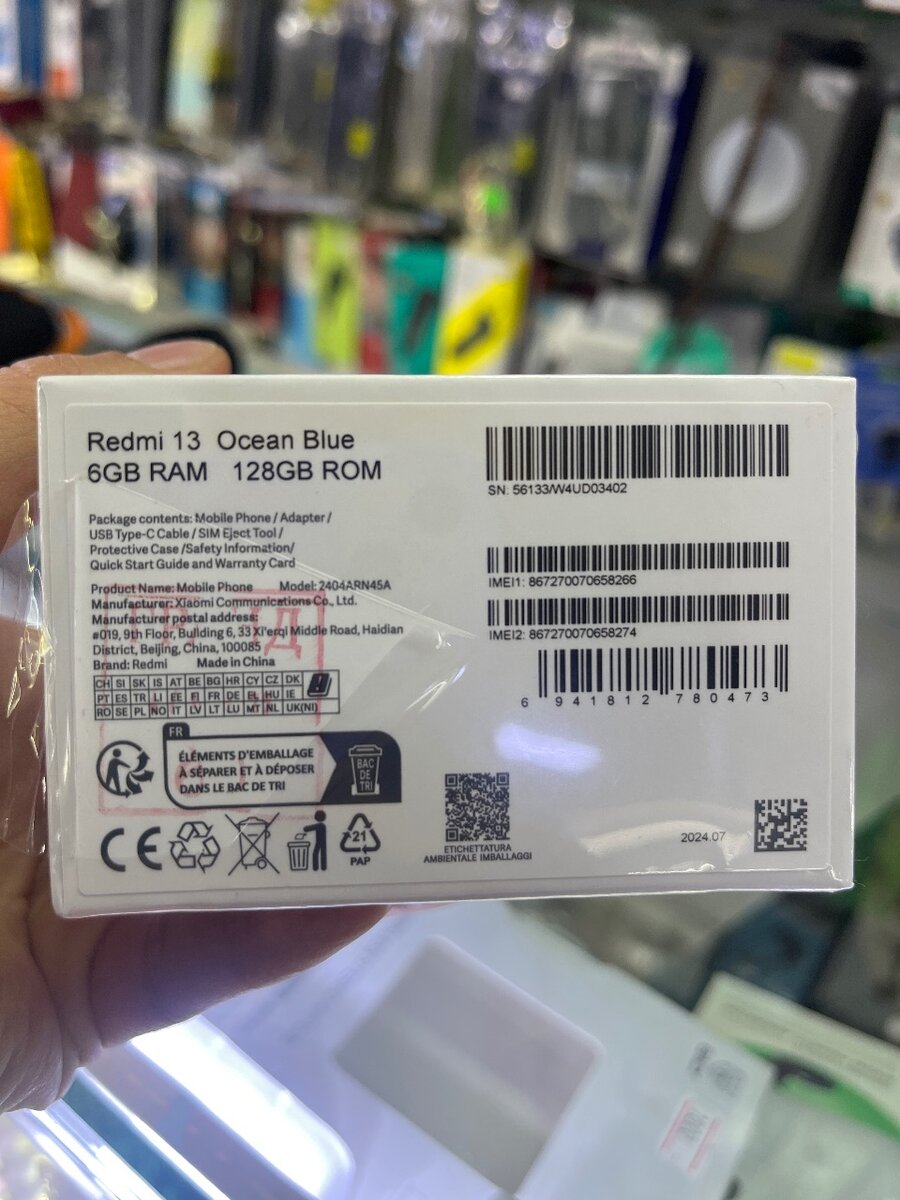 Redmi 13 Ocean Blue
6GB RAM 128GB ROM
Package contents: Mobile Phone / Adapter /
USB Type-C Cable / SIM Eject Tool /
Protective Case /Safety Information/
Quick Start Guide and Warranty Card
Product Name: Mobile Phone Model: 2404ARN45A
Manufacturer: Xiaomi Communications Co., Ltd.
Manufacturer postal address:
#019, 9th Floor, Building 6, 33 Xi'erqi Middle Road, Haidian
District, Beijing, China, 100085
Brand: Redmi Made in China
CH SI SK IS AT BE BG HR CY CZ DK
PT ES TR LI EE FI FR DE EL HU IE
RO SE PL NO IT LV LT LU MT NL UK(NI)
FR
ÉLÉMENTS D'EMBALLAGE
À SÉPARER ET À DÉPOSER
DANS LE BAC DE TRI
BAC
DE
TRI
CE
21
PAP
SN: 56133/W4UD03402
IMEI1: 867270070658266
IMEI2: 867270070658274
6 941812 780473
ETICHETTATURA
AMBIENTALE IMBALLAGGI
2024.07